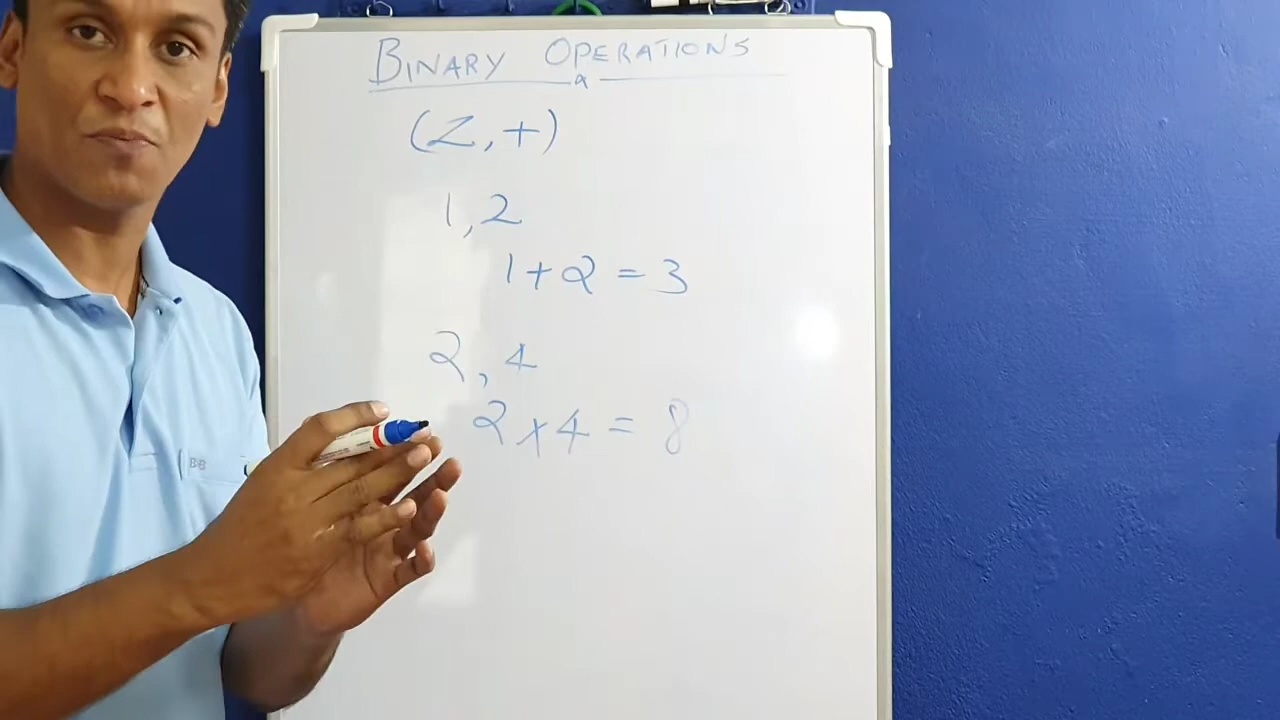 BINARY OPERATIONS
(Z, +)
1, 2
1 + 2 = 3
2, 4
2 x 4 = 8